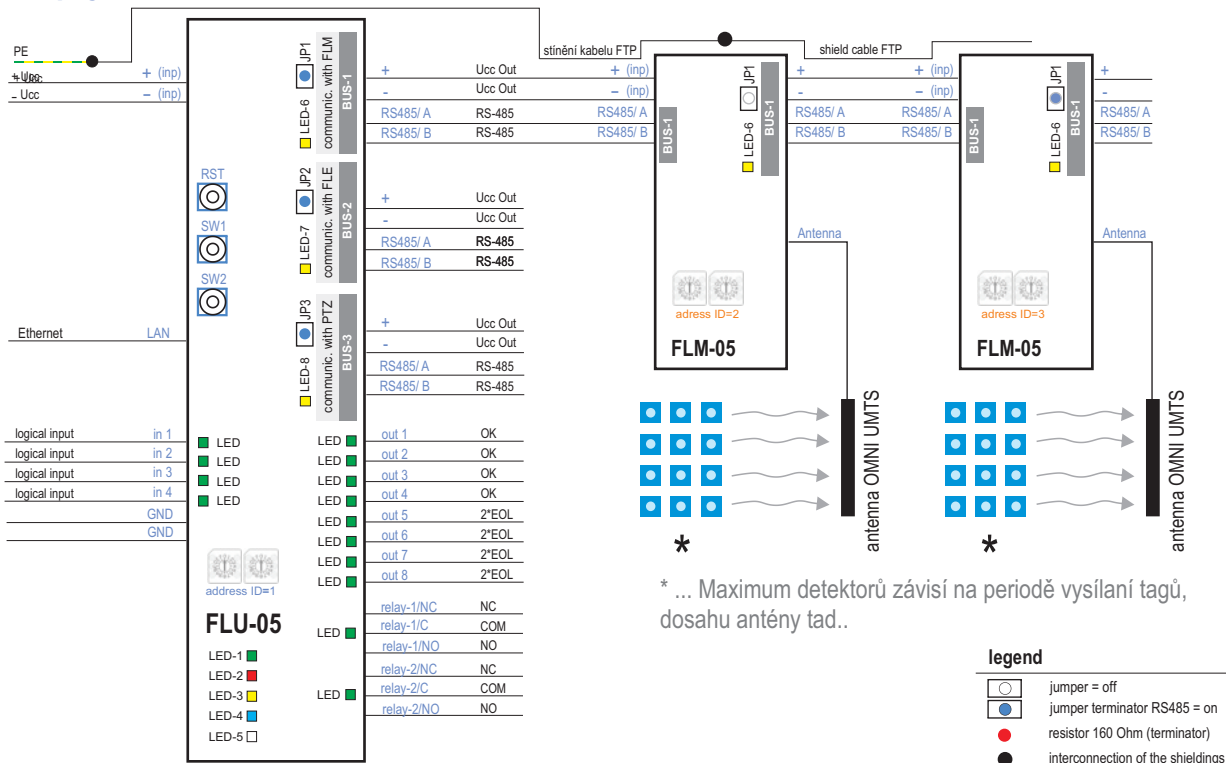 PE
+ Ucc
+ (inp)
- Ucc
– (inp)
RST
SW1
SW2
Ethernet LAN
logical input in 1 LED
logical input in 2 LED
logical input in 3 LED
logical input in 4 LED
GND
GND
address ID=1
FLU-05
LED-1
LED-2
LED-3
LED-4
LED-5
JP1
LED-6
communic. with FLM
BUS-1
+ Ucc Out
- Ucc Out
RS485/ A RS-485
RS485/ B RS-485
JP2
LED-7
communic. with FLE
BUS-2
+ Ucc Out
- Ucc Out
RS485/ A RS-485
RS485/ B RS-485
JP3
LED-8
communic. with PTZ
BUS-3
+ Ucc Out
- Ucc Out
RS485/ A RS-485
RS485/ B RS-485
LED out 1 OK
LED out 2 OK
LED out 3 OK
LED out 4 OK
LED out 5 2*EOL
LED out 6 2*EOL
LED out 7 2*EOL
LED out 8 2*EOL
relay-1/NC NC
LED relay-1/C COM
relay-1/NO NO
relay-2/NC NC
LED relay-2/C COM
relay-2/NO NO
stínění kabelu FTP
+ (inp)
– (inp)
RS485/ A
RS485/ B
BUS-1
JP1
LED-6
BUS-1
Antenna
adress ID=2
FLM-05
antenna OMNI UMTS
*
shield cable FTP
+ + (inp)
- – (inp)
RS485/ A RS485/ A
RS485/ B RS485/ B
BUS-1
JP1
LED-6
BUS-1
+
-
RS485/ A
RS485/ B
Antenna
adress ID=3
FLM-05
antenna OMNI UMTS
*
* ... Maximum detektorů závisí na periodě vysílaní tagů,
dosahu antény tad..
legend
jumper = off
jumper terminator RS485 = on
resistor 160 Ohm (terminator)
interconnection of the shieldings